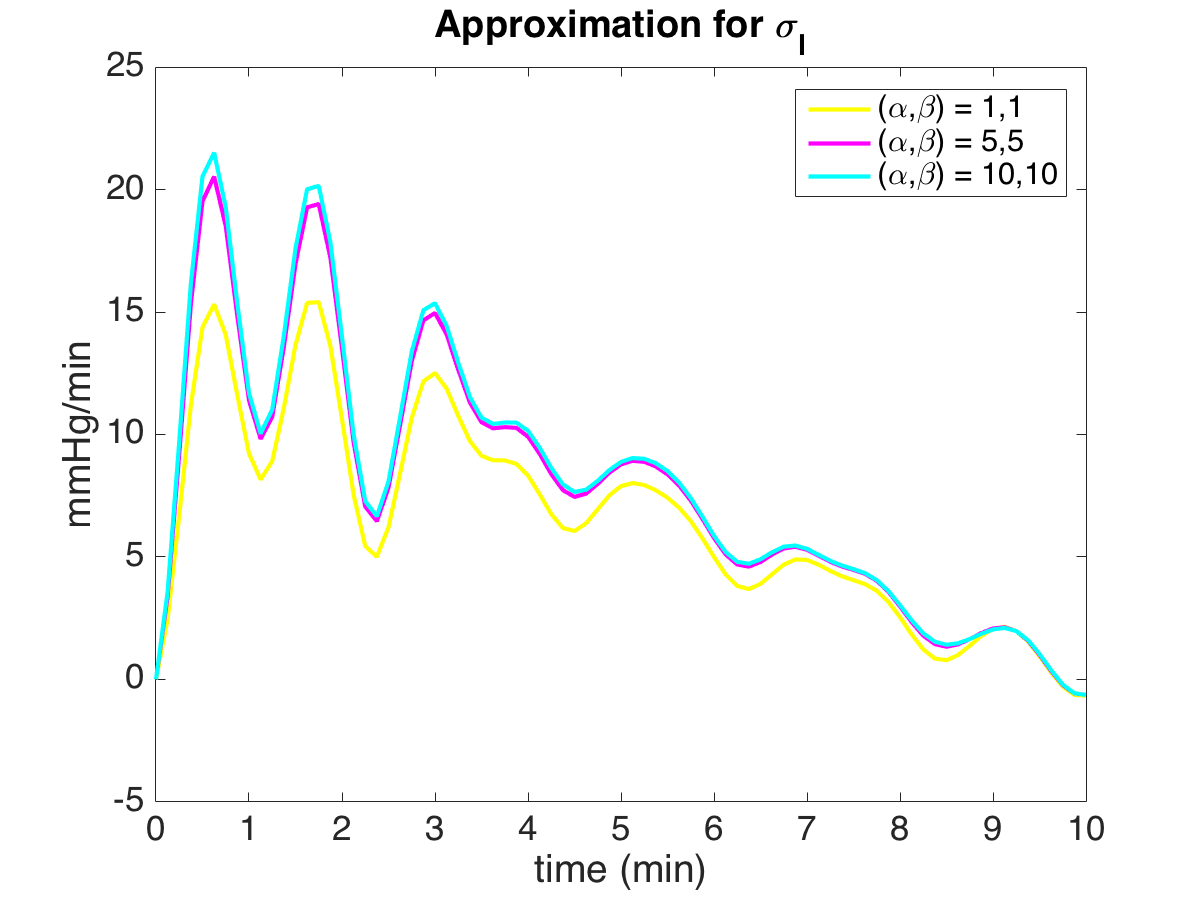 Approximation for σ_l
(α,β) = 1,1
(α,β) = 5,5
(α,β) = 10,10
25
20
15
10
5
0
-5
mmHg/min
0 1 2 3 4 5 6 7 8 9 10
time (min)